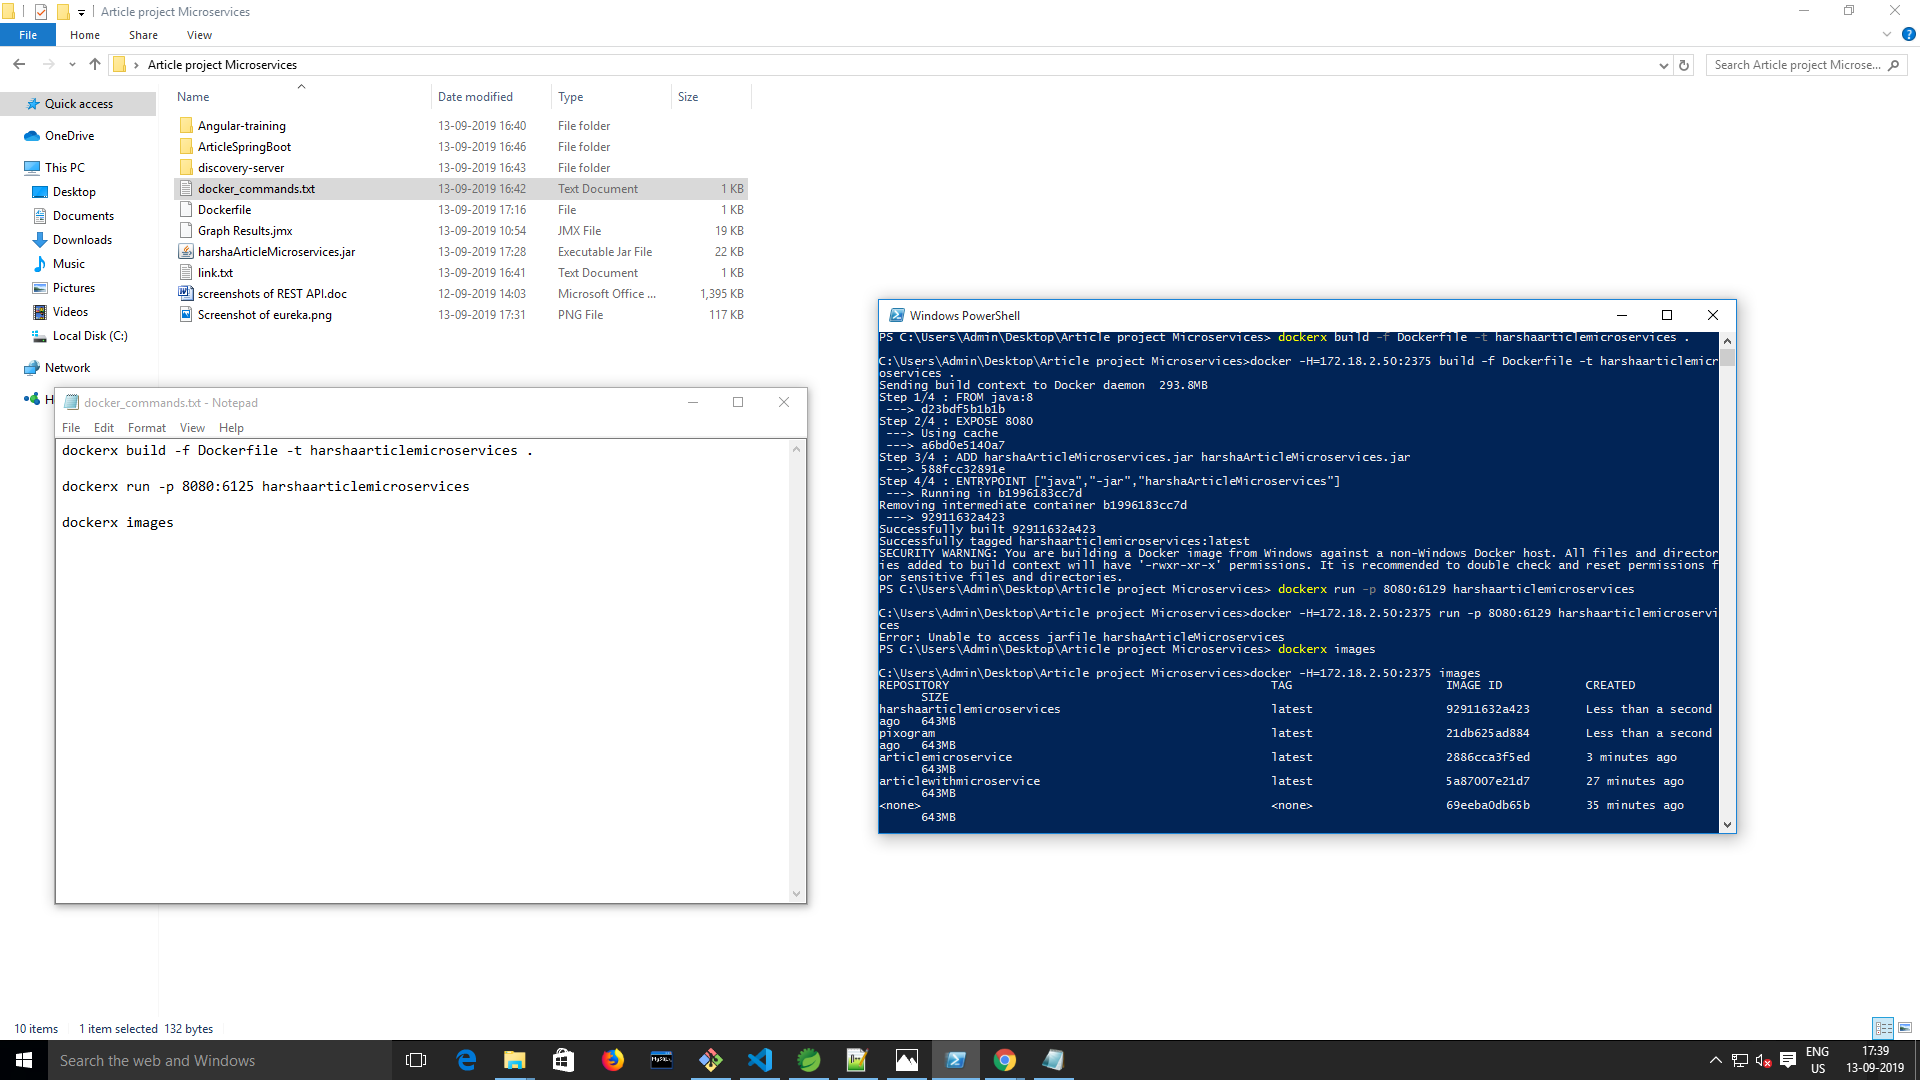 Article project Microservices
File Home Share View
Article project Microservices
Search Article project Microse...
Quick access
OneDrive
This PC
Desktop
Documents
Downloads
Music
Pictures
Videos
Local Disk (C:)
Network
H
Name Date modified Type Size
Angular-training 13-09-2019 16:40 File folder
ArticleSpringBoot 13-09-2019 16:46 File folder
discovery-server 13-09-2019 16:43 File folder
docker_commands.txt 13-09-2019 16:42 Text Document 1 KB
Dockerfile 13-09-2019 17:16 File 1 KB
Graph Results.jmx 13-09-2019 10:54 JMX File 19 KB
harshaArticleMicroservices.jar 13-09-2019 17:28 Executable Jar File 22 KB
link.txt 13-09-2019 16:41 Text Document 1 KB
screenshots of REST API.doc 12-09-2019 14:03 Microsoft Office ... 1,395 KB
Screenshot of eureka.png 13-09-2019 17:31 PNG File 117 KB
docker_commands.txt - Notepad
File Edit Format View Help
dockerx build -f Dockerfile -t harshaarticlemicroservices .
dockerx run -p 8080:6125 harshaarticlemicroservices
dockerx images
Windows PowerShell
PS C:\Users\Admin\Desktop\Article project Microservices> dockerx build -f Dockerfile -t harshaarticlemicroservices .
C:\Users\Admin\Desktop\Article project Microservices>docker -H=172.18.2.50:2375 build -f Dockerfile -t harshaarticlemicr
oservices .
Sending build context to Docker daemon 293.8MB
Step 1/4 : FROM java:8
---> d23bdf5b1b1b
Step 2/4 : EXPOSE 8080
---> Using cache
---> a6bd0e5140a7
Step 3/4 : ADD harshaArticleMicroservices.jar harshaArticleMicroservices.jar
---> 588fcc32891e
Step 4/4 : ENTRYPOINT ["java","-jar","harshaArticleMicroservices"]
---> Running in b1996183cc7d
Removing intermediate container b1996183cc7d
---> 92911632a423
Successfully built 92911632a423
Successfully tagged harshaarticlemicroservices:latest
SECURITY WARNING: You are building a Docker image from Windows against a non-Windows Docker host. All files and director
ies added to build context will have '-rwxr-xr-x' permissions. It is recommended to double check and reset permissions f
or sensitive files and directories.
PS C:\Users\Admin\Desktop\Article project Microservices> dockerx run -p 8080:6129 harshaarticlemicroservices
C:\Users\Admin\Desktop\Article project Microservices>docker -H=172.18.2.50:2375 run -p 8080:6129 harshaarticlemicroservi
ces
Error: Unable to access jarfile harshaArticleMicroservices
PS C:\Users\Admin\Desktop\Article project Microservices> dockerx images
C:\Users\Admin\Desktop\Article project Microservices>docker -H=172.18.2.50:2375 images
REPOSITORY TAG IMAGE ID CREATED
SIZE
harshaarticlemicroservices latest 92911632a423 Less than a second
ago 643MB
pixogram latest 21db625ad884 Less than a second
ago 643MB
articlemicroservice latest 2886cca3f5ed 3 minutes ago
643MB
articlewithmicroservice latest 5a87007e21d7 27 minutes ago
643MB
<none> <none> 69eeba0db65b 35 minutes ago
643MB
10 items 1 item selected 132 bytes
Search the web and Windows
ENG
US
17:39
13-09-2019